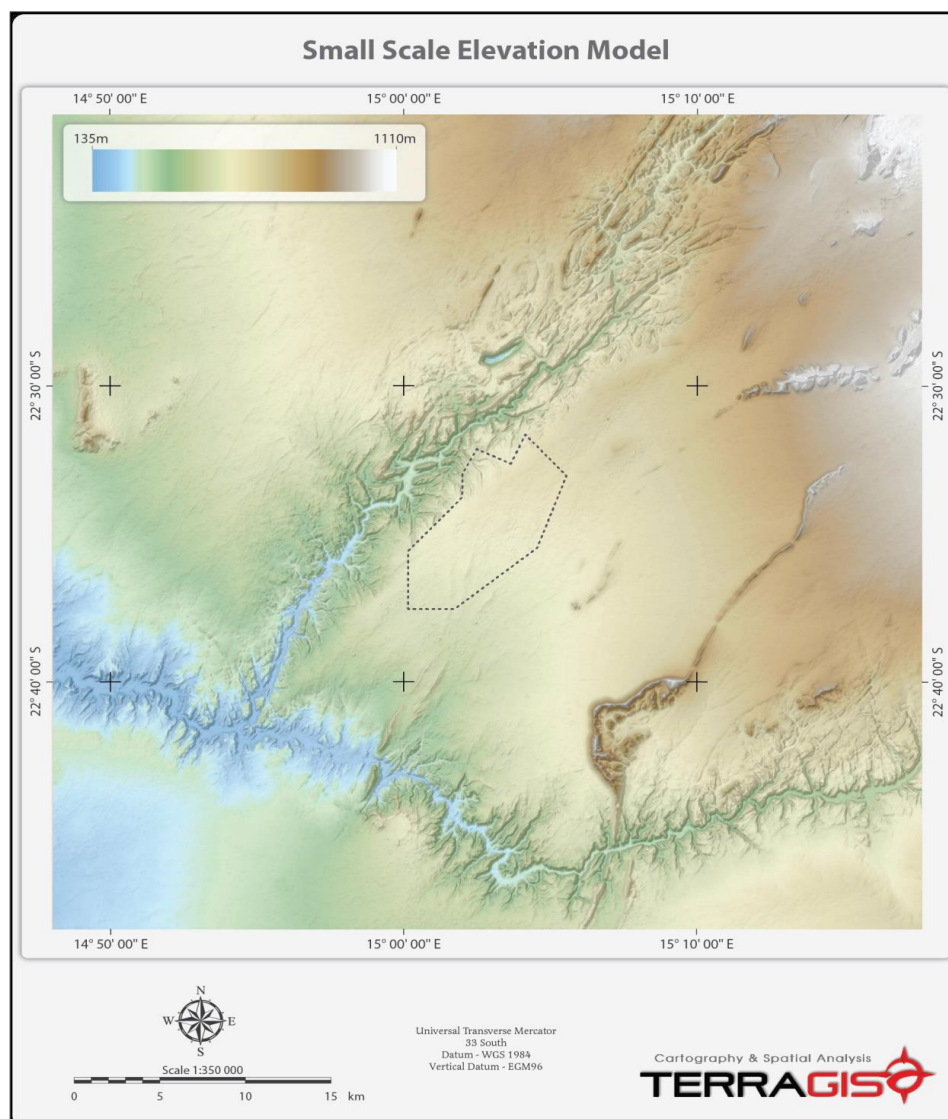 Small Scale Elevation Model
14° 50' 00" E
15° 00' 00" E
15° 10' 00" E
135m
1110m
22° 30' 00" S
22° 30' 00" S
22° 40' 00" S
22° 40' 00" S
14° 50' 00" E
15° 00' 00" E
15° 10' 00" E
N
W
E
S
Scale 1:350 000
0
5
10
15
km
Universal Transverse Mercator
33 South
Datum - WGS 1984
Vertical Datum - EGM96
Cartography & Spatial Analysis
TERRAGIS